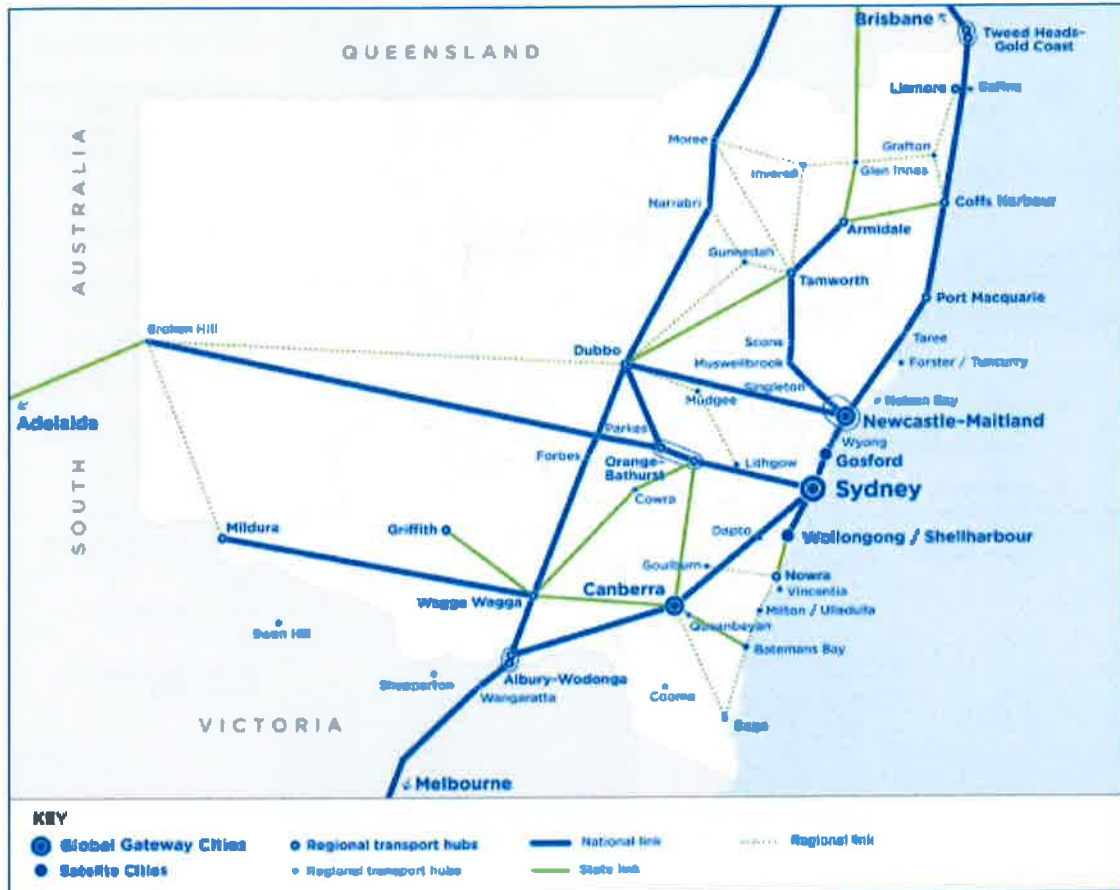 Brisbane
QUEENSLAND
Tweed Heads-
Gold Coast
Lismore
Ballina
Moree
Grafton
Inverell
Glen Innes
AUSTRALIA
Narrabri
Coffs Harbour
Armidale
Gunnedah
Tamworth
Port Macquarie
Broken Hill
Taree
Scone
Dubbo
Muswellbrook
Forster / Tuncurry
Singleton
Mudgee
Nelson Bay
Adelaide
Newcastle-Maitland
Parkes
Wyong
Forbes
Orange-
Bathurst
Lithgow
Gosford
SOUTH
Cowra
Sydney
Mildura
Griffith
Dapto
Wollongong / Shellharbour
Goulburn
Nowra
Canberra
Vincentia
Wagga Wagga
Milton / Ulladulla
Queanbeyan
Swan Hill
Batemans Bay
Shepparton
Albury-Wodonga
Wangaratta
Cooma
Bega
VICTORIA
Melbourne
KEY
Global Gateway Cities
Regional transport hubs
National link
Regional link
Satellite Cities
Regional transport hubs
State link